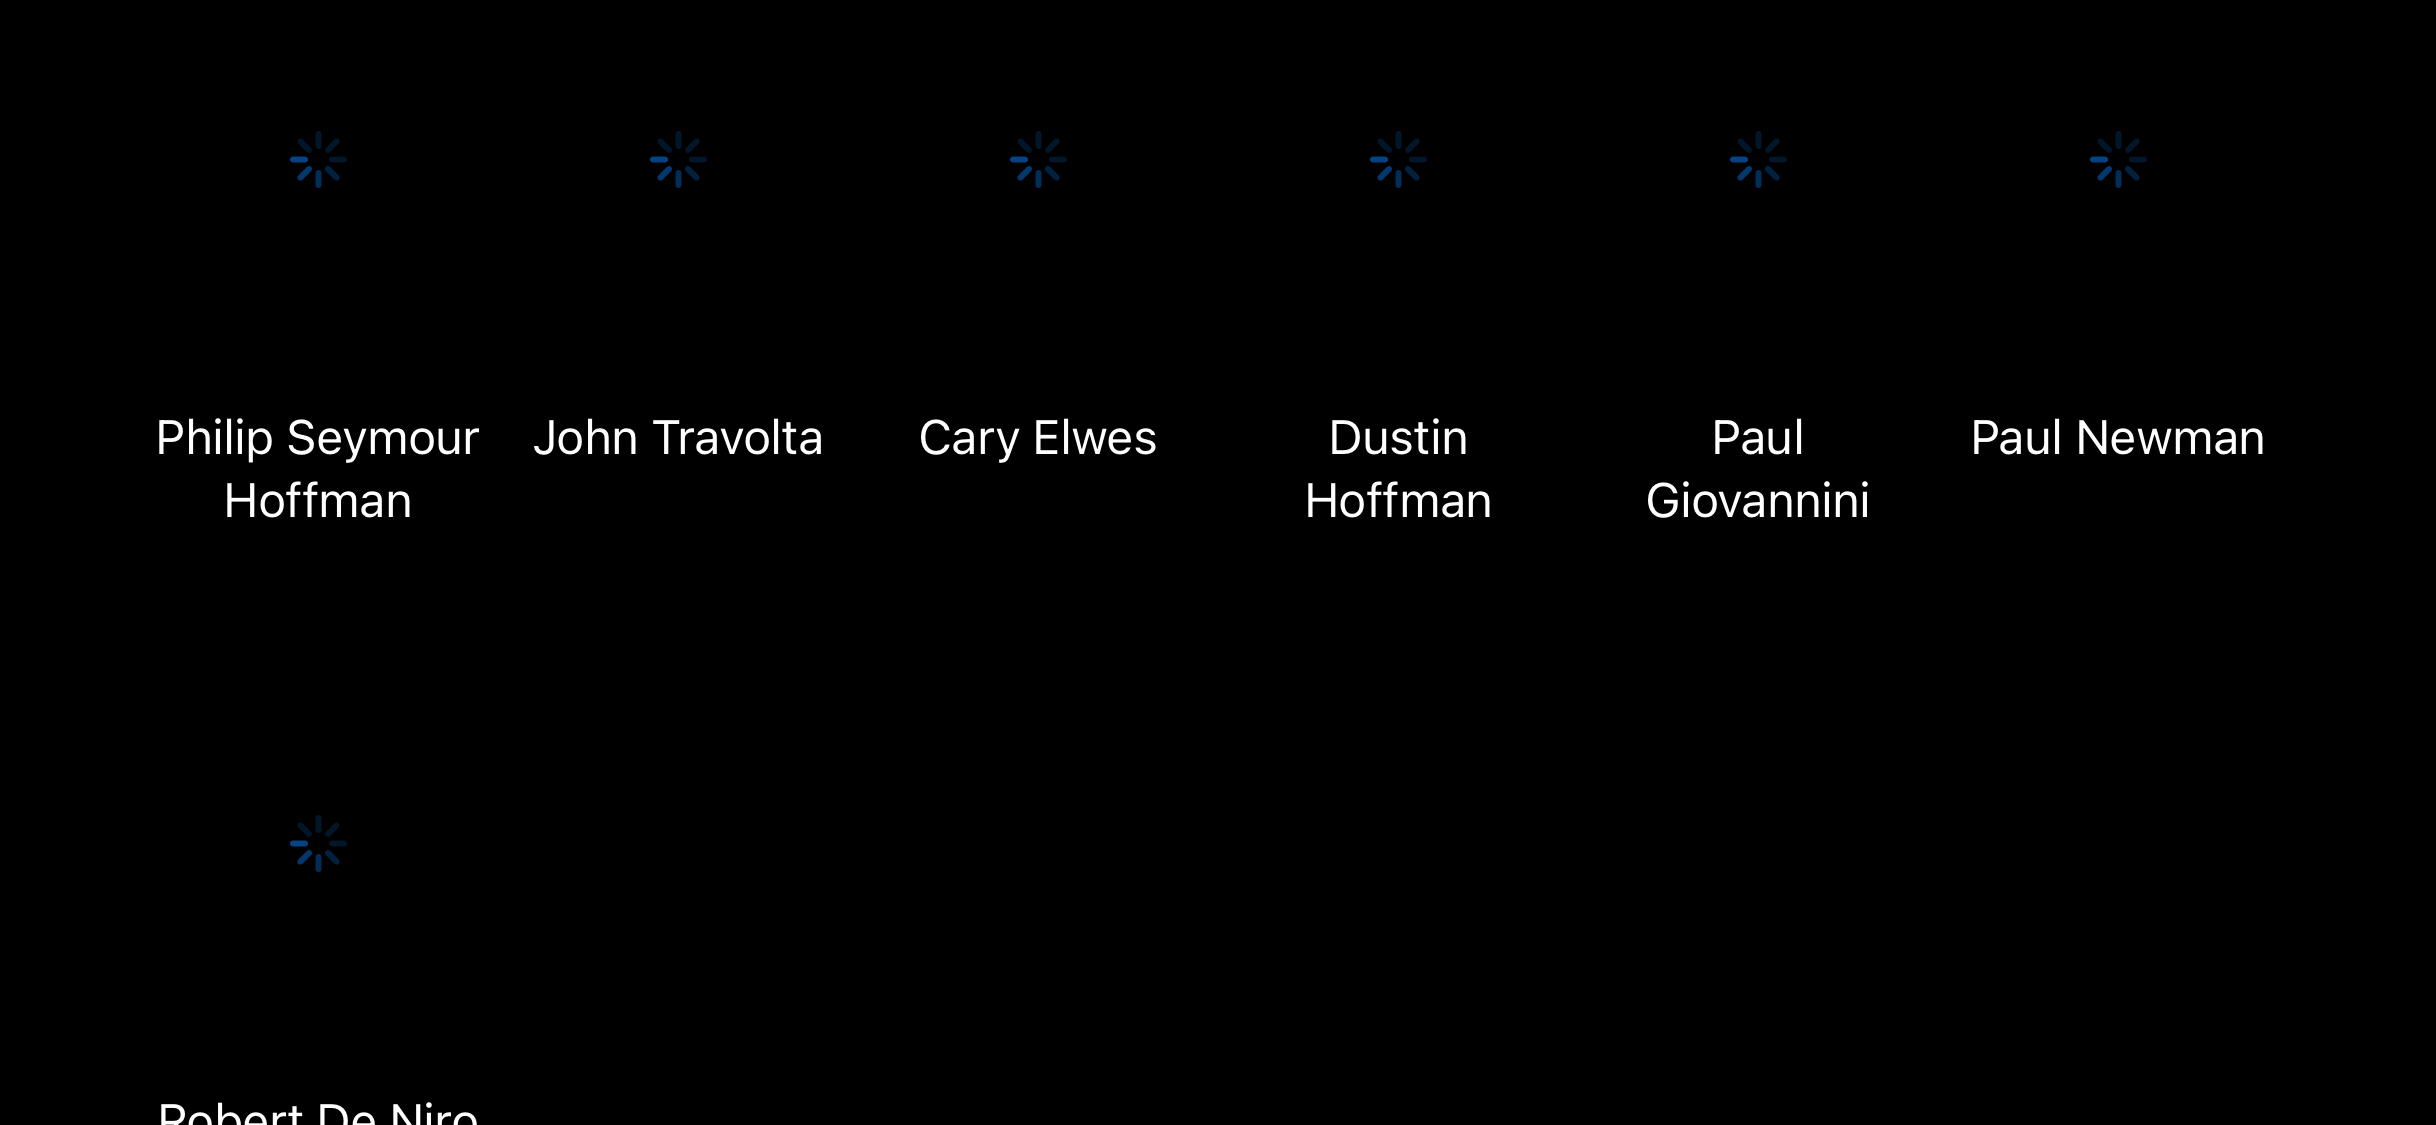 Philip Seymour
Hoffman
John Travolta
Cary Elwes
Dustin
Hoffman
Paul
Giovannini
Paul Newman
Robert De Niro